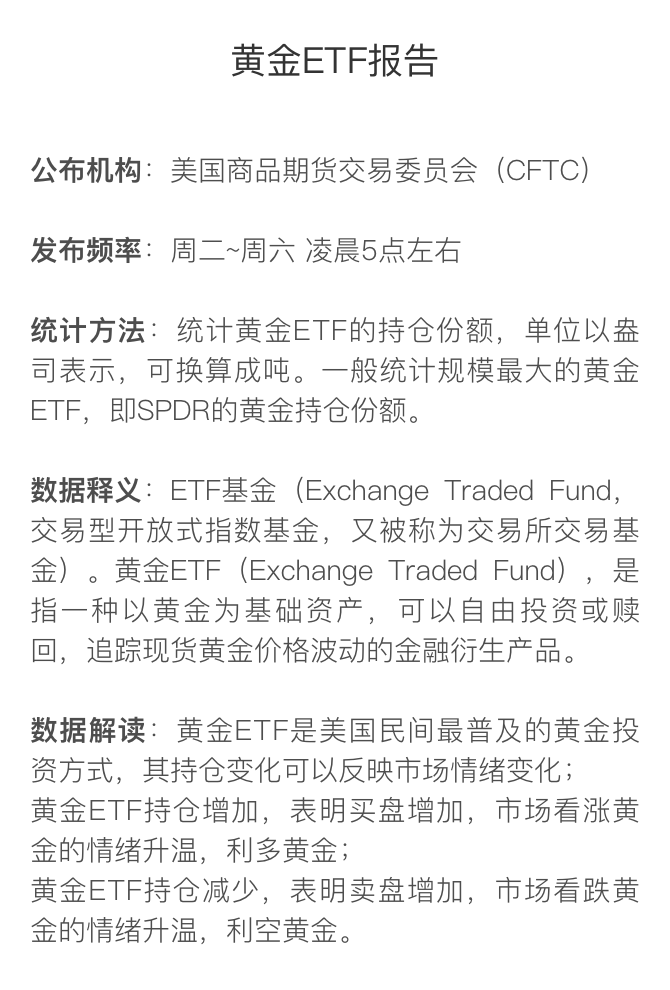 黄金ETF报告
公布机构：美国商品期货交易委员会（CFTC）
发布频率：周二~周六 凌晨5点左右
统计方法：统计黄金ETF的持仓份额，单位以盎
司表示，可换算成吨。一般统计规模最大的黄金
ETF，即SPDR的黄金持仓份额。
数据释义：ETF基金（Exchange Traded Fund，
交易型开放式指数基金，又被称为交易所交易基
金）。黄金ETF（Exchange Traded Fund），是
指一种以黄金为基础资产，可以自由投资或赎
回，追踪现货黄金价格波动的金融衍生产品。
数据解读：黄金ETF是美国民间最普及的黄金投
资方式，其持仓变化可以反映市场情绪变化；
黄金ETF持仓增加，表明买盘增加，市场看涨黄
金的情绪升温，利多黄金；
黄金ETF持仓减少，表明卖盘增加，市场看跌黄
金的情绪升温，利空黄金。